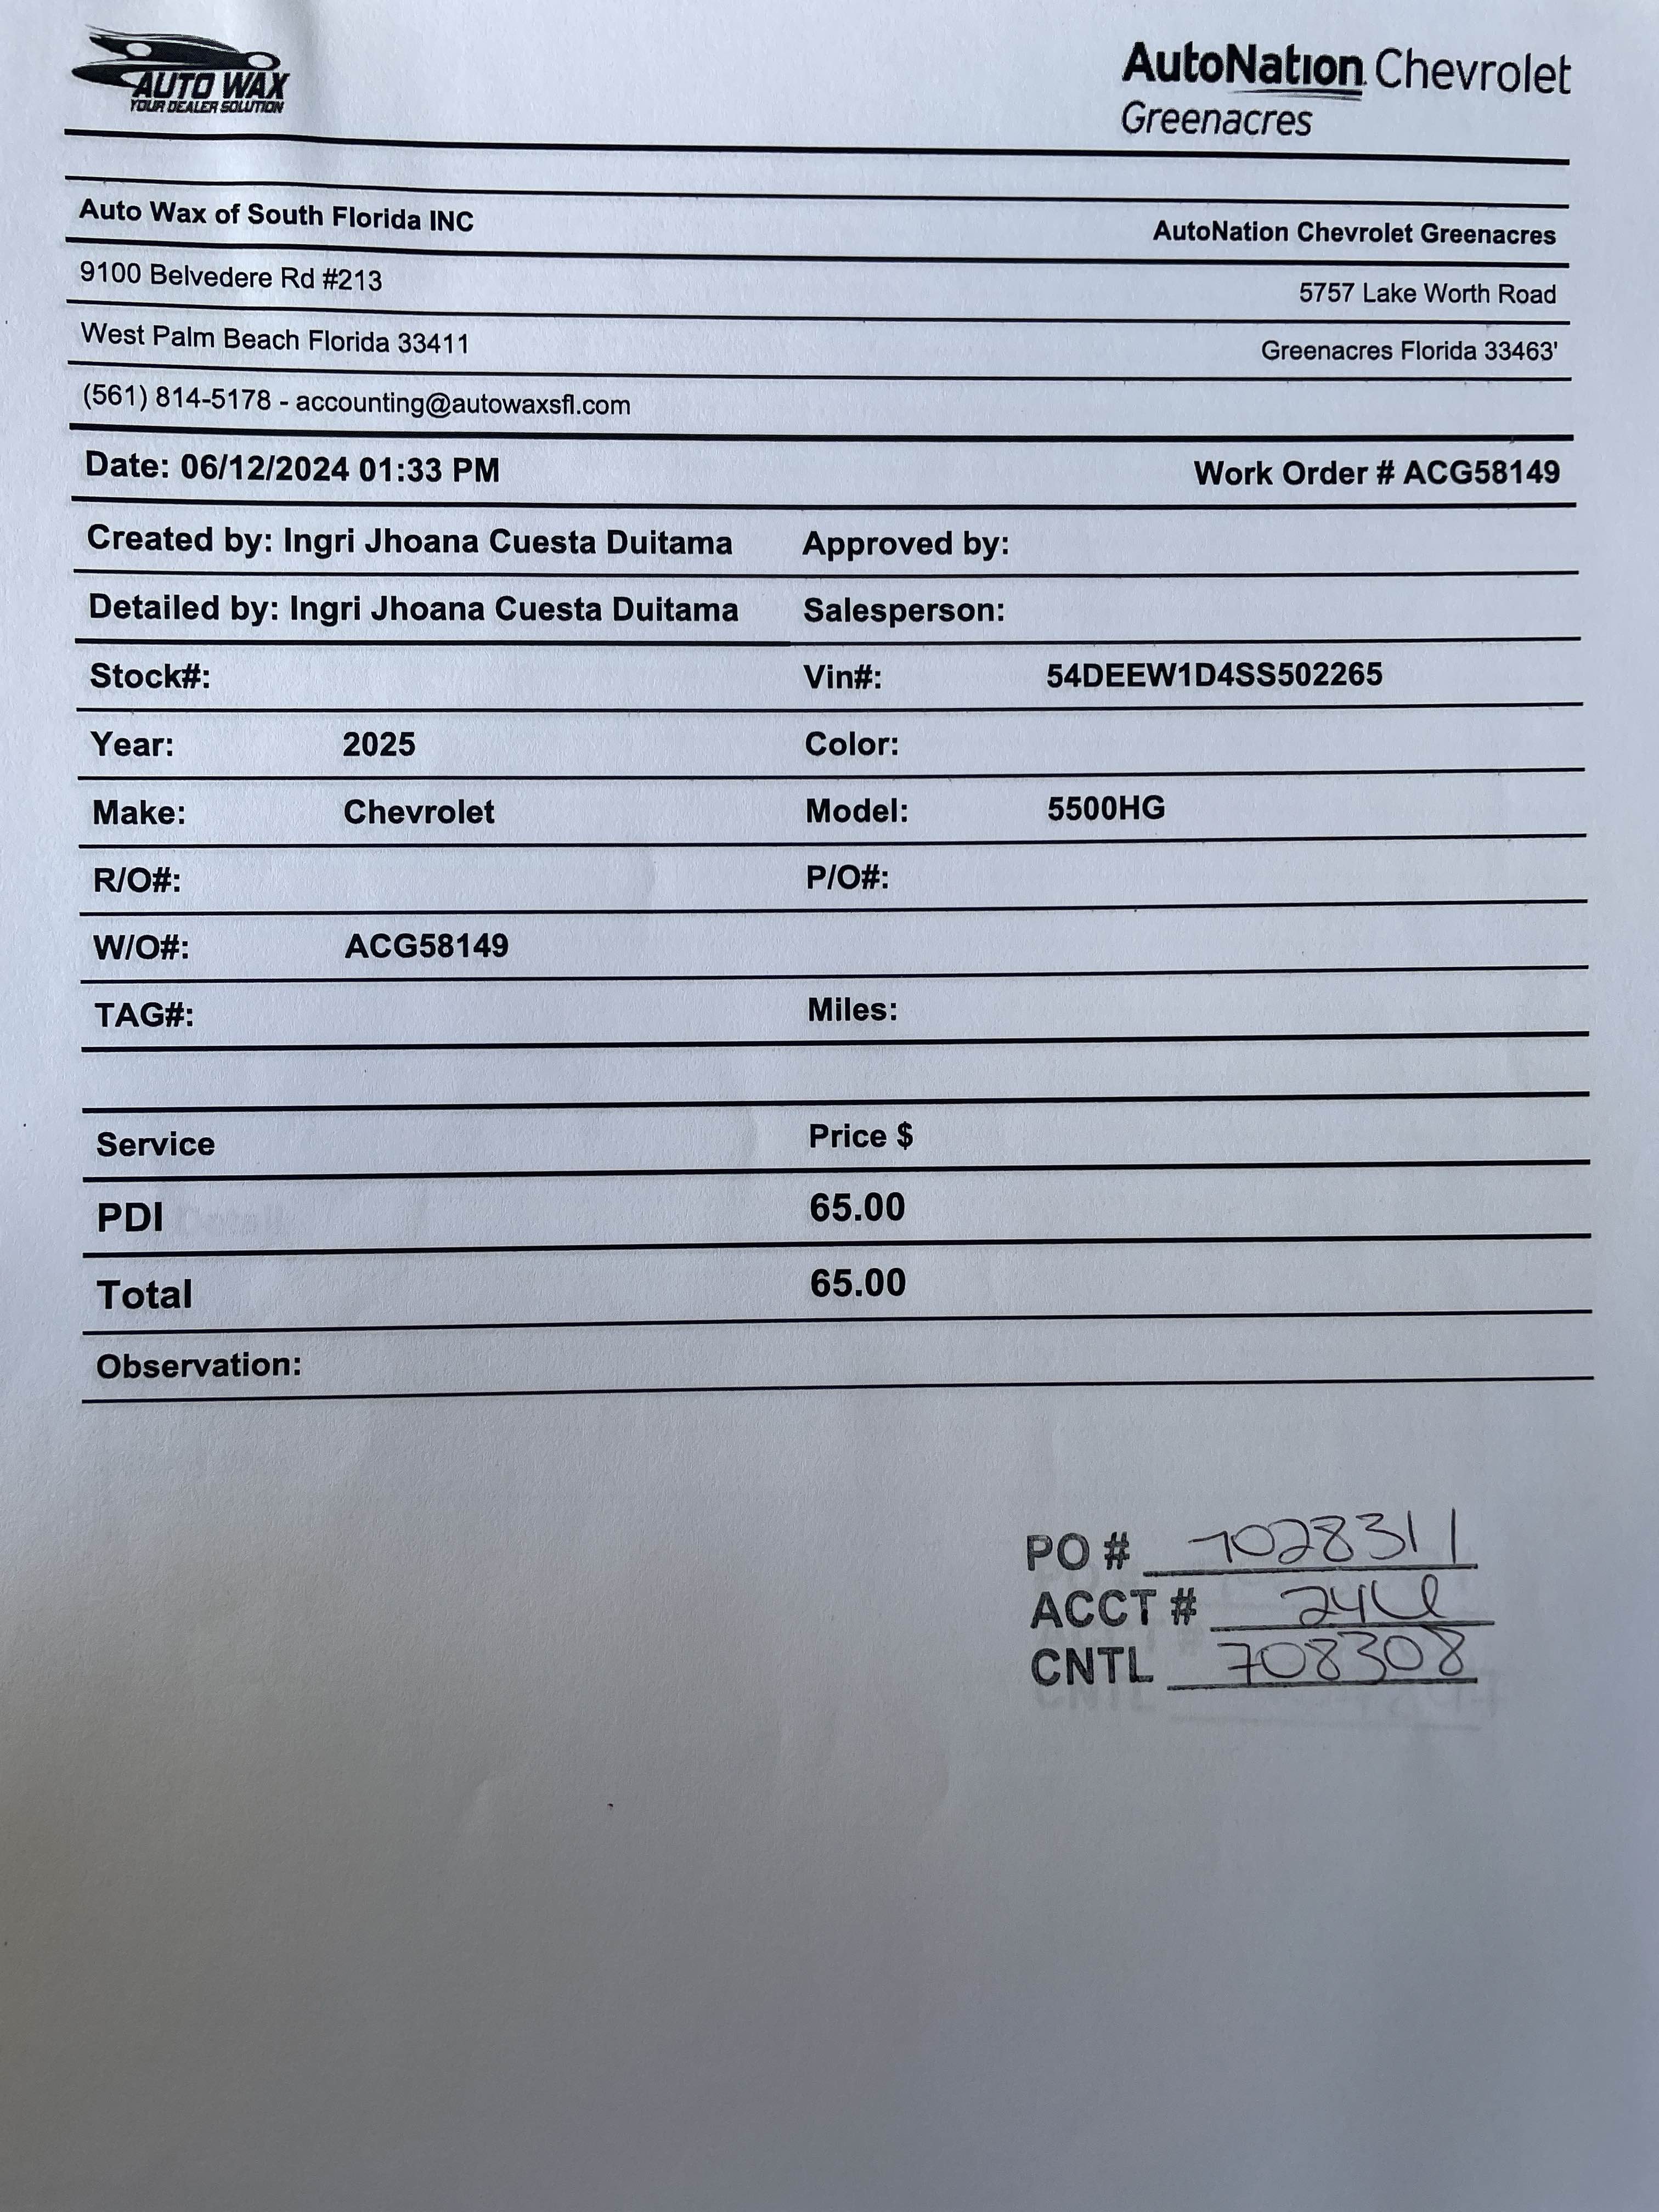 AUTO WAX
YOUR DEALER SOLUTION
AutoNation Chevrolet
Greenacres
Auto Wax of South Florida INC
AutoNation Chevrolet Greenacres
9100 Belvedere Rd #213
5757 Lake Worth Road
West Palm Beach Florida 33411
Greenacres Florida 33463'
(561) 814-5178 - accounting@autowaxsfl.com
Date: 06/12/2024 01:33 PM Work Order # ACG58149
Created by: Ingri Jhoana Cuesta Duitama Approved by:
Detailed by: Ingri Jhoana Cuesta Duitama Salesperson:
Stock#: Vin#: 54DEEW1D4SS502265
Year: 2025 Color:
Make: Chevrolet Model: 5500HG
R/O#: P/O#:
W/O#: ACG58149
TAG#: Miles:
Service Price $
PDI 65.00
Total 65.00
Observation:
PO # 7028311
ACCT #
CNTL 708308